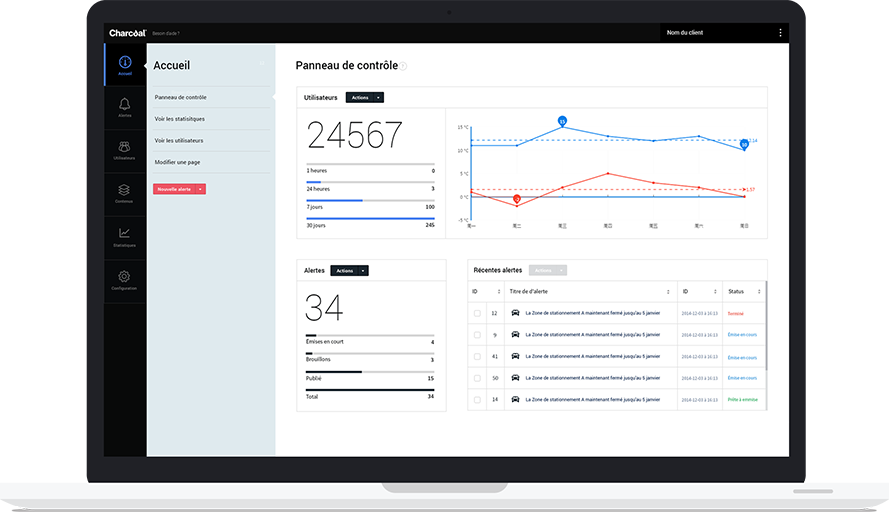 Charcoal
Besoin d'aide ?
Nom du client
Accueil
Alertes
Utilisateurs
Contenus
Statistiques
Configuration
Accueil
Panneau de contrôle
Voir les statisitques
Voir les utilisateurs
Modifier une page
Nouvelle alerte
Panneau de contrôle
Utilisateurs
Actions
24567
1 heures 0
24 heures 3
7 jours 100
30 jours 245
15 °C
10 °C
5 °C
0 °C
-5 °C
15
10
1.57
周一 周二 周三 周四 周五 周六 周日
Alertes
Actions
34
Émises en court 4
Brouillons 3
Publié 15
Total 34
Récentes alertes
Actions
ID Titre de d'alerte ID Status
12 La Zone de stationnement A maintenant fermé jusqu'au 5 janvier 2014-12-03 à 16:13 Terminé
9 La Zone de stationnement A maintenant fermé jusqu'au 5 janvier 2014-12-03 à 16:13 Émise en cours
41 La Zone de stationnement A maintenant fermé jusqu'au 5 janvier 2014-12-03 à 16:13 Émise en cours
50 La Zone de stationnement A maintenant fermé jusqu'au 5 janvier 2014-12-03 à 16:13 Émise en cours
14 La Zone de stationnement A maintenant fermé jusqu'au 5 janvier 2014-12-03 à 16:13 Prête à emmise